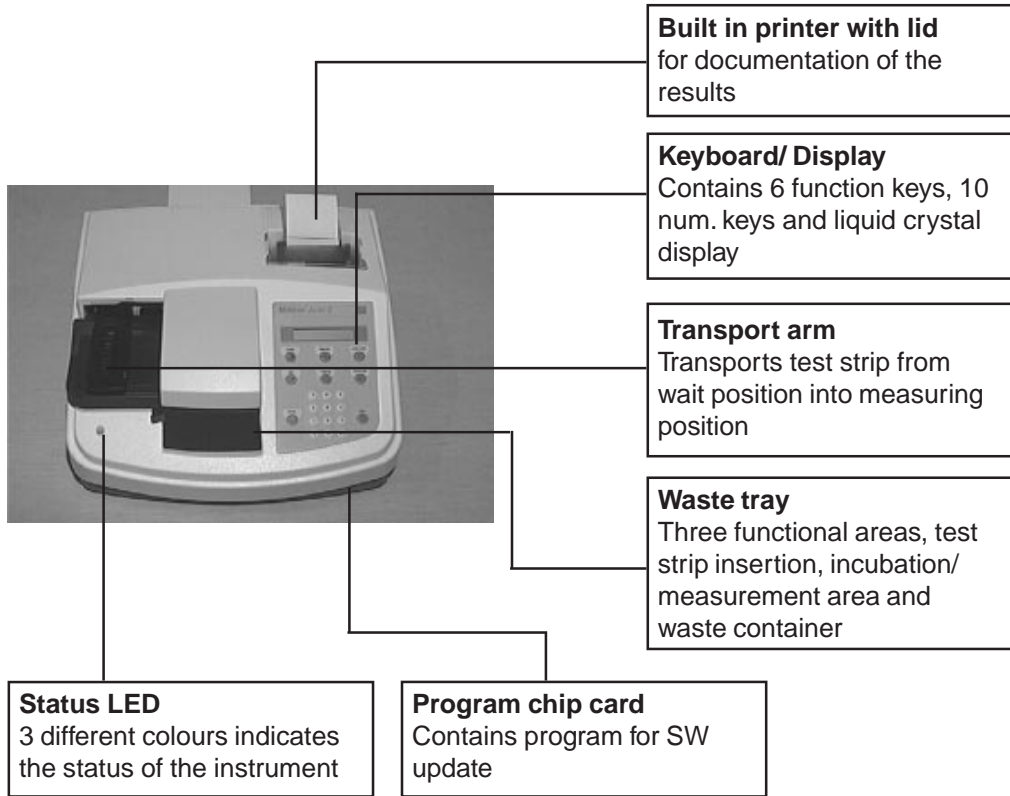 Built in printer with lid
for documentation of the
results
Keyboard/ Display
Contains 6 function keys, 10
num. keys and liquid crystal
display
Transport arm
Transports test strip from
wait position into measuring
position
Waste tray
Three functional areas, test
strip insertion, incubation/
measurement area and
waste container
Status LED
3 different colours indicates
the status of the instrument
Program chip card
Contains program for SW
update